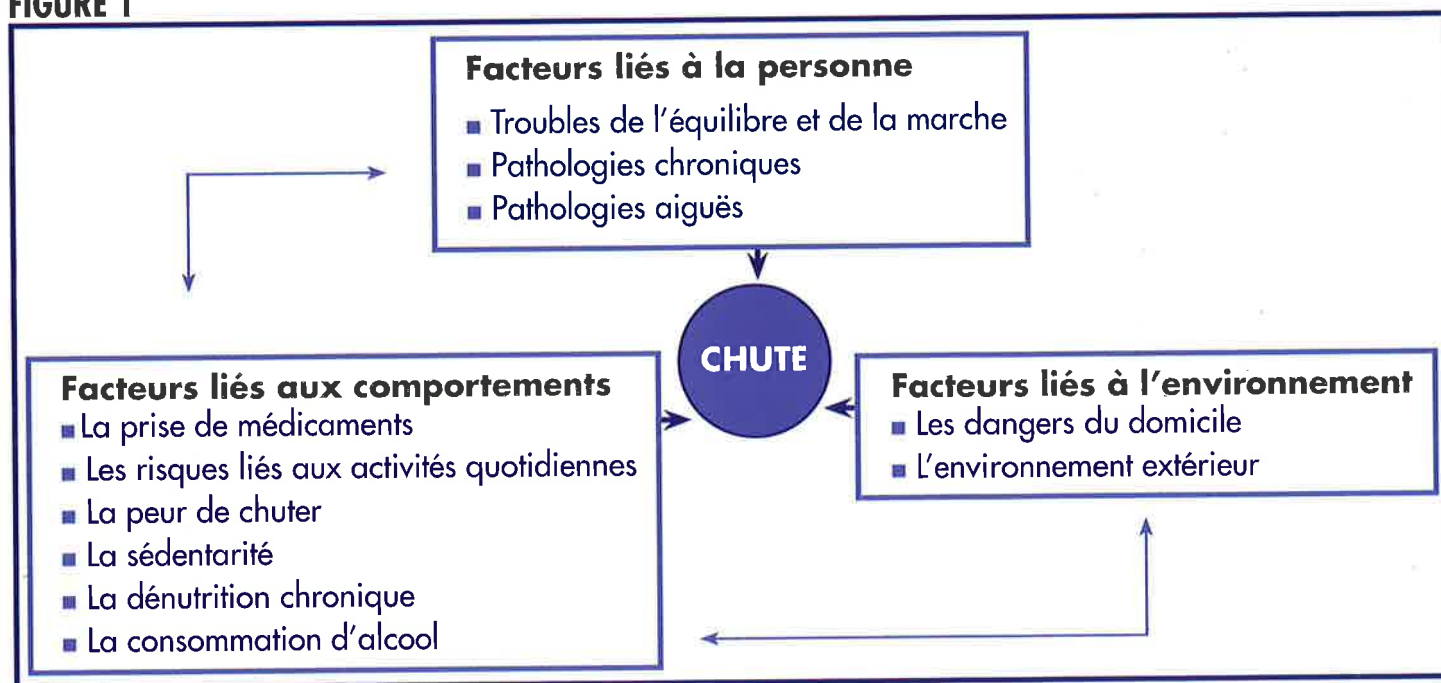 FIGURE 1
Facteurs liés à la personne
■ Troubles de l'équilibre et de la marche
■ Pathologies chroniques
■ Pathologies aiguës
CHUTE
Facteurs liés aux comportements
■ La prise de médicaments
■ Les risques liés aux activités quotidiennes
■ La peur de chuter
■ La sédentarité
■ La dénutrition chronique
■ La consommation d'alcool
Facteurs liés à l'environnement
■ Les dangers du domicile
■ L'environnement extérieur